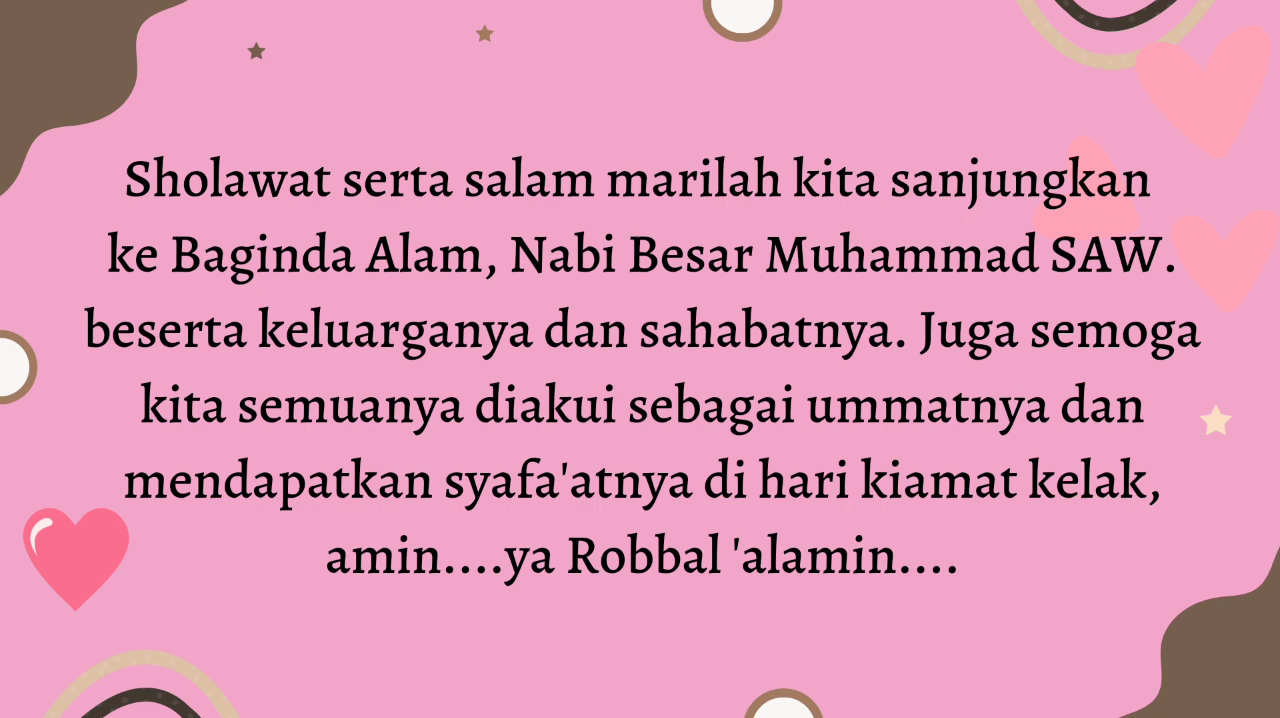 Sholawat serta salam marilah kita sanjungkan
ke Baginda Alam, Nabi Besar Muhammad SAW.
beserta keluarganya dan sahabatnya. Juga semoga
kita semuanya diakui sebagai ummatnya dan
mendapatkan syafa'atnya di hari kiamat kelak,
amin....ya Robbal 'alamin....